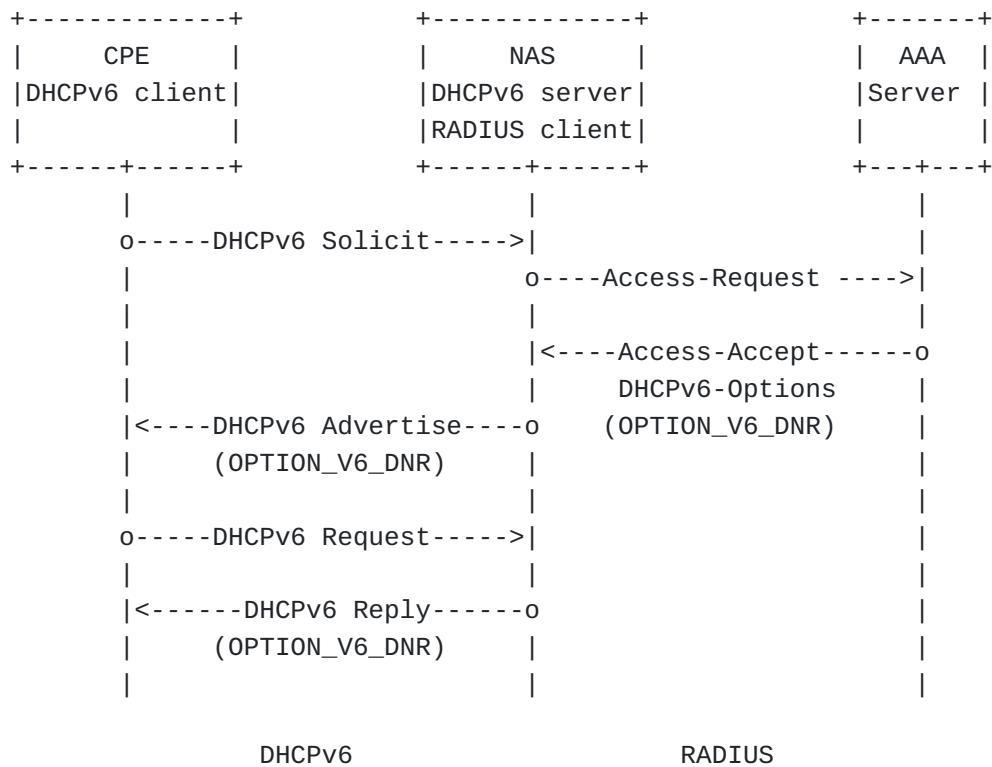 CPE NAS AAA
DHCPv6 client DHCPv6 server Server
RADIUS client
DHCPv6 Solicit
Access-Request
Access-Accept
DHCPv6-Options
DHCPv6 Advertise (OPTION_V6_DNR)
(OPTION_V6_DNR)
DHCPv6 Request
DHCPv6 Reply
(OPTION_V6_DNR)
DHCPv6 RADIUS